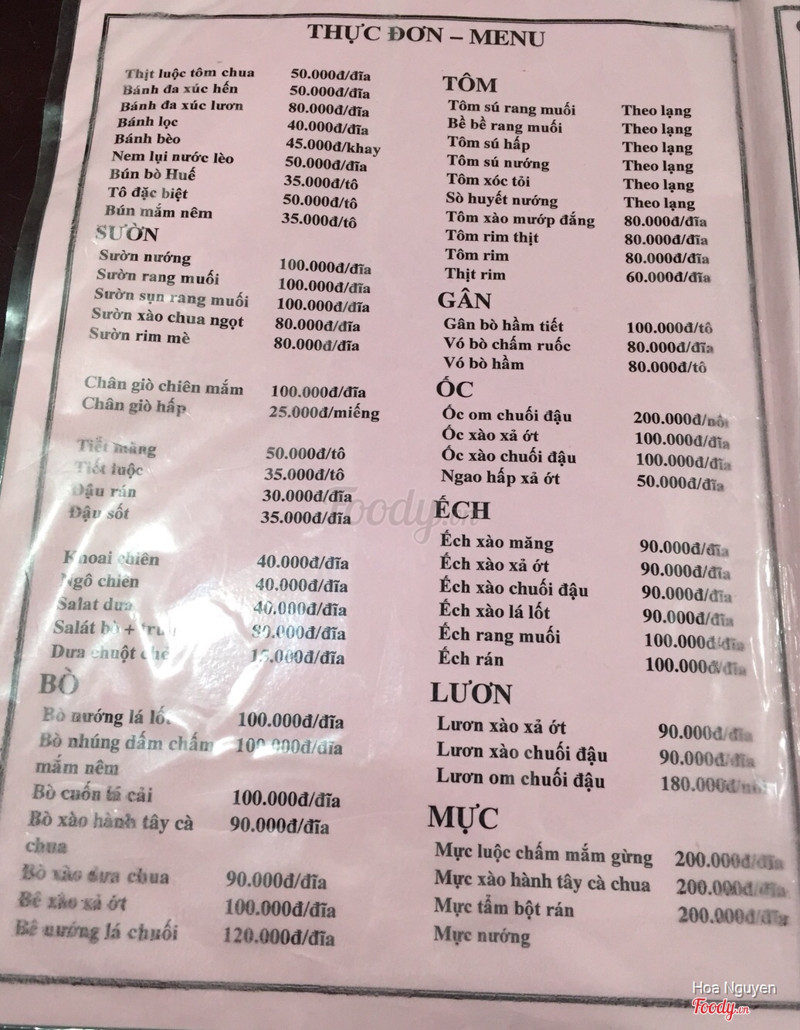 THỰC ĐƠN – MENU
Thịt luộc tôm chua 50.000đ/đĩa
Bánh đa xúc hến 50.000đ/đĩa
Bánh đa xúc lươn 80.000đ/đĩa
Bánh lọc 40.000đ/đĩa
Bánh bèo 45.000đ/khay
Nem lụi nước lèo 50.000đ/đĩa
Bún bò Huế 35.000đ/tô
Tô đặc biệt 50.000đ/tô
Bún mắm nêm 35.000đ/tô
SƯỜN
Sườn nướng 100.000đ/đĩa
Sườn rang muối 100.000đ/đĩa
Sườn sụn rang muối 100.000đ/đĩa
Sườn xào chua ngọt 80.000đ/đĩa
Sườn rim mè 80.000đ/đĩa
Chân giò chiên mắm 100.000đ/đĩa
Chân giò hấp 25.000đ/miếng
Tiết măng 50.000đ/tô
Tiết luộc 35.000đ/tô
Đậu rán 30.000đ/đĩa
Đậu sốt 35.000đ/đĩa
Khoai chiên 40.000đ/đĩa
Ngô chiên 40.000đ/đĩa
Salat dưa 40.000đ/đĩa
Salát bò + 80.000đ/đĩa
Dưa chuột chẻ 15.000đ/đĩa
BÒ
Bò nướng lá lốt 100.000đ/đĩa
Bò nhúng dấm chấm 100.000đ/đĩa
mắm nêm
Bò cuốn lá cải 100.000đ/đĩa
Bò xào hành tây cà 90.000đ/đĩa
chua
Bò xào dưa chua 90.000đ/đĩa
Bê xào xả ớt 100.000đ/đĩa
Bê nướng lá chuối 120.000đ/đĩa
TÔM
Tôm sú rang muối Theo lạng
Bề bề rang muối Theo lạng
Tôm sú hấp Theo lạng
Tôm sú nướng Theo lạng
Tôm xóc tỏi Theo lạng
Sò huyết nướng Theo lạng
Tôm xào mướp đắng 80.000đ/đĩa
Tôm rim thịt 80.000đ/đĩa
Tôm rim 80.000đ/đĩa
Thịt rim 60.000đ/đĩa
GÂN
Gân bò hầm tiết 100.000đ/tô
Vó bò chấm ruốc 80.000đ/đĩa
Vó bò hầm 80.000đ/tô
ỐC
Ốc om chuối đậu 200.000đ/nồi
Ốc xào xả ớt 100.000đ/đĩa
Ốc xào chuối đậu 100.000đ/đĩa
Ngao hấp xả ớt 50.000đ/đĩa
ẾCH
Ếch xào măng 90.000đ/đĩa
Ếch xào xả ớt 90.000đ/đĩa
Ếch xào chuối đậu 90.000đ/đĩa
Ếch xào lá lốt 90.000đ/đĩa
Ếch rang muối 100.000đ/đĩa
Ếch rán 100.000đ/đĩa
LƯƠN
Lươn xào xả ớt 90.000đ/đĩa
Lươn xào chuối đậu 90.000đ/đĩa
Lươn om chuối đậu 180.000đ/nồi
MỰC
Mực luộc chấm mắm gừng 200.000đ/đĩa
Mực xào hành tây cà chua 200.000đ/đĩa
Mực tẩm bột rán 200.000đ/đĩa
Mực nướng
Foody.vn
Hoa Nguyen
Foody.vn